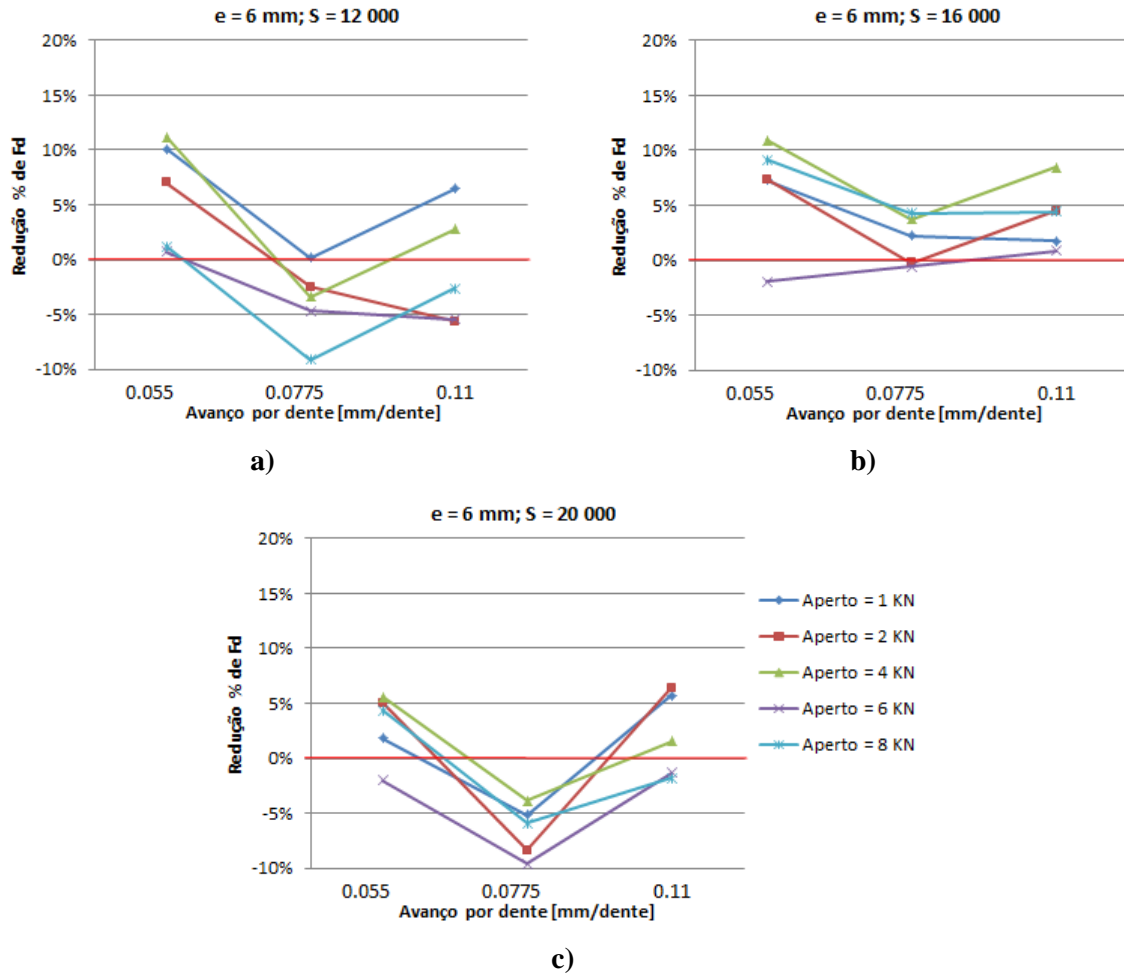 e = 6 mm; S = 12 000
20%
15%
10%
5%
0%
-5%
-10%
Redução % de Fd
0.055 0.0775 0.11
Avanço por dente [mm/dente]
a)
e = 6 mm; S = 16 000
20%
15%
10%
5%
0%
-5%
-10%
Redução % de Fd
0.055 0.0775 0.11
Avanço por dente [mm/dente]
b)
e = 6 mm; S = 20 000
20%
15%
10%
5%
0%
-5%
-10%
Redução % de Fd
0.055 0.0775 0.11
Avanço por dente [mm/dente]
Aperto = 1 KN
Aperto = 2 KN
Aperto = 4 KN
Aperto = 6 KN
Aperto = 8 KN
c)